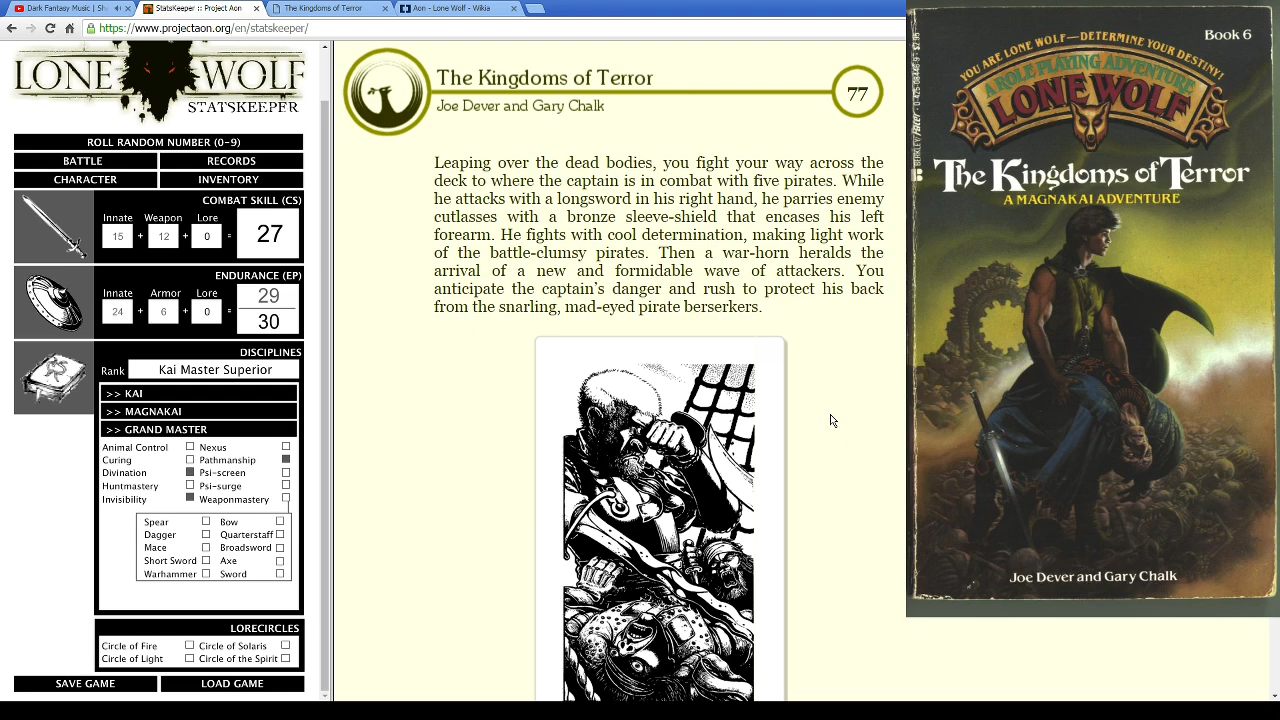 Dark Fantasy Music | Sh
StatsKeeper :: Project Aon
The Kingdoms of Terror
Aon - Lone Wolf - Wikia
https://www.projectaon.org/en/statskeeper/
LONE WOLF
STATSKEEPER
ROLL RANDOM NUMBER (0-9)
BATTLE RECORDS
CHARACTER INVENTORY
COMBAT SKILL (CS)
Innate Weapon Lore
15 + 12 + 0 = 27
ENDURANCE (EP)
Innate Armor Lore
29
24 + 6 + 0 =
30
DISCIPLINES
Rank Kai Master Superior
>> KAI
>> MAGNAKAI
>> GRAND MASTER
Animal Control Nexus
Curing Pathmanship
Divination Psi-screen
Huntmastery Psi-surge
Invisibility Weaponmastery
Spear Bow
Dagger Quarterstaff
Mace Broadsword
Short Sword Axe
Warhammer Sword
LORECIRCLES
Circle of Fire Circle of Solaris
Circle of Light Circle of the Spirit
SAVE GAME LOAD GAME
The Kingdoms of Terror
Joe Dever and Gary Chalk
77
Leaping over the dead bodies, you fight your way across the
deck to where the captain is in combat with five pirates. While
he attacks with a longsword in his right hand, he parries enemy
cutlasses with a bronze sleeve-shield that encases his left
forearm. He fights with cool determination, making light work
of the battle-clumsy pirates. Then a war-horn heralds the
arrival of a new and formidable wave of attackers. You
anticipate the captain’s danger and rush to protect his back
from the snarling, mad-eyed pirate berserkers.
Book 6
YOU ARE LONE WOLF—DETERMINE YOUR DESTINY!
A ROLE PLAYING ADVENTURE
LONE WOLF
The Kingdoms of Terror
A MAGNAKAI ADVENTURE
Joe Dever and Gary Chalk